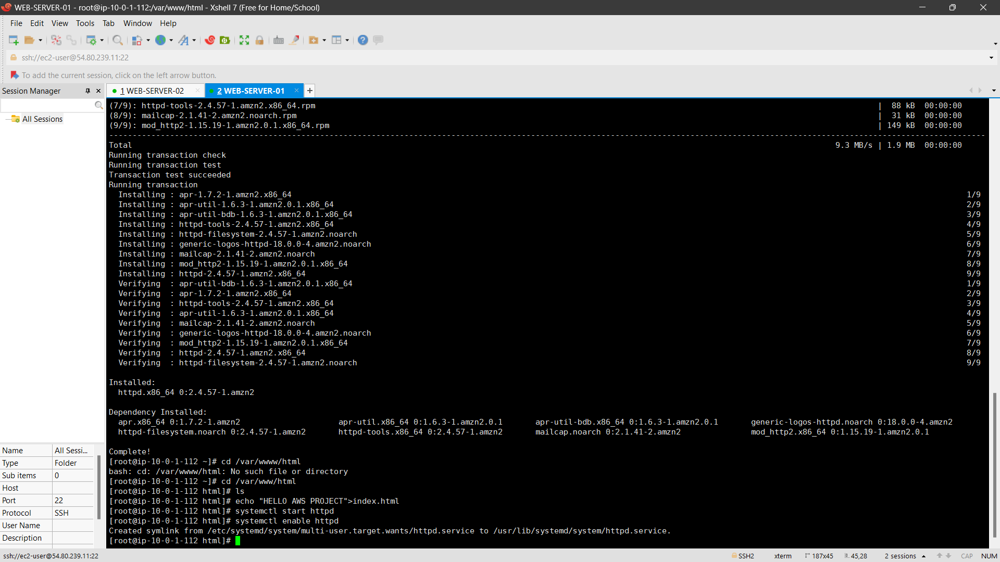 WEB-SERVER-01 - root@ip-10-0-1-112:/var/www/html - Xshell 7 (Free for Home/School)
File Edit View Tools Tab Window Help
ssh://ec2-user@54.80.239.11:22
To add the current session, click on the left arrow button.
Session Manager
1 WEB-SERVER-02
2 WEB-SERVER-01
All Sessions
(7/9): httpd-tools-2.4.57-1.amzn2.x86_64.rpm | 88 kB 00:00:00
(8/9): mailcap-2.1.41-2.amzn2.noarch.rpm | 31 kB 00:00:00
(9/9): mod_http2-1.15.19-1.amzn2.0.1.x86_64.rpm | 149 kB 00:00:00
Total 9.3 MB/s | 1.9 MB 00:00:00
Running transaction check
Running transaction test
Transaction test succeeded
Running transaction
Installing : apr-1.7.2-1.amzn2.x86_64 1/9
Installing : apr-util-1.6.3-1.amzn2.0.1.x86_64 2/9
Installing : apr-util-bdb-1.6.3-1.amzn2.0.1.x86_64 3/9
Installing : httpd-tools-2.4.57-1.amzn2.x86_64 4/9
Installing : httpd-filesystem-2.4.57-1.amzn2.noarch 5/9
Installing : generic-logos-httpd-18.0.0-4.amzn2.noarch 6/9
Installing : mailcap-2.1.41-2.amzn2.noarch 7/9
Installing : mod_http2-1.15.19-1.amzn2.0.1.x86_64 8/9
Installing : httpd-2.4.57-1.amzn2.x86_64 9/9
Verifying : apr-util-bdb-1.6.3-1.amzn2.0.1.x86_64 1/9
Verifying : apr-1.7.2-1.amzn2.x86_64 2/9
Verifying : httpd-tools-2.4.57-1.amzn2.x86_64 3/9
Verifying : apr-util-1.6.3-1.amzn2.0.1.x86_64 4/9
Verifying : mailcap-2.1.41-2.amzn2.noarch 5/9
Verifying : generic-logos-httpd-18.0.0-4.amzn2.noarch 6/9
Verifying : mod_http2-1.15.19-1.amzn2.0.1.x86_64 7/9
Verifying : httpd-2.4.57-1.amzn2.x86_64 8/9
Verifying : httpd-filesystem-2.4.57-1.amzn2.noarch 9/9
Installed:
httpd.x86_64 0:2.4.57-1.amzn2
Dependency Installed:
apr.x86_64 0:1.7.2-1.amzn2 apr-util.x86_64 0:1.6.3-1.amzn2.0.1 apr-util-bdb.x86_64 0:1.6.3-1.amzn2.0.1 generic-logos-httpd.noarch 0:18.0.0-4.amzn2
httpd-filesystem.noarch 0:2.4.57-1.amzn2 httpd-tools.x86_64 0:2.4.57-1.amzn2 mailcap.noarch 0:2.1.41-2.amzn2 mod_http2.x86_64 0:1.15.19-1.amzn2.0.1
Complete!
[root@ip-10-0-1-112 ~]# cd /var/wwww/html
bash: cd: /var/wwww/html: No such file or directory
[root@ip-10-0-1-112 ~]# cd /var/www/html
[root@ip-10-0-1-112 html]# ls
[root@ip-10-0-1-112 html]# echo "HELLO AWS PROJECT">index.html
[root@ip-10-0-1-112 html]# systemctl start httpd
[root@ip-10-0-1-112 html]# systemctl enable httpd
Created symlink from /etc/systemd/system/multi-user.target.wants/httpd.service to /usr/lib/systemd/system/httpd.service.
[root@ip-10-0-1-112 html]#
Name All Sessi...
Type Folder
Sub items 0
Host
Port 22
Protocol SSH
User Name
Description
ssh://ec2-user@54.80.239.11:22 SSH2 xterm 187x45 45,28 2 sessions CAP NUM